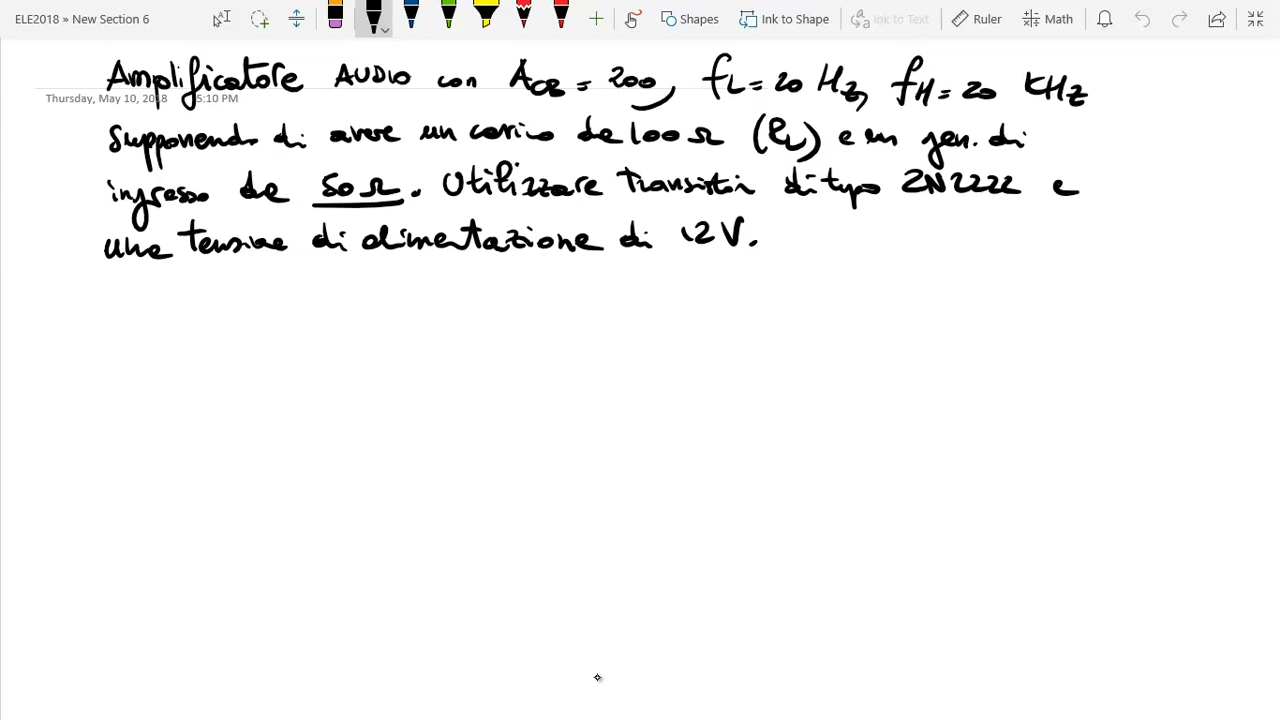 ELE2018 » New Section 6
Shapes
Ink to Shape
Ink to Text
Ruler
Math
Amplificatore AUDIO con ACB = 200, fL = 20 Hz, fH = 20 KHz
Thursday, May 10, 2018 5:10 PM
Supponendo di avere un carico da 100 Ω (RL) e un gen. di
ingresso da 50 Ω. Utilizzare Transistor di tipo 2N2222 e
una tensione di alimentazione di 12 V.